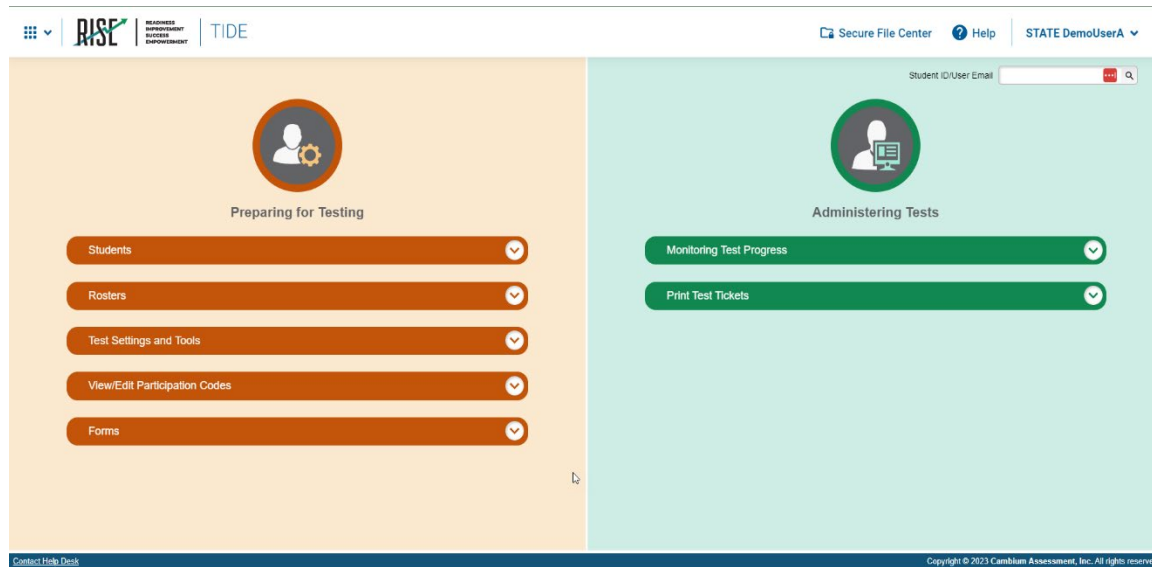 RISE
READINESS
IMPROVEMENT
SUCCESS
EMPOWERMENT
TIDE
Secure File Center
Help
STATE DemoUserA
Student ID/User Email
Preparing for Testing
Students
Rosters
Test Settings and Tools
View/Edit Participation Codes
Forms
Administering Tests
Monitoring Test Progress
Print Test Tickets
Contact Help Desk
Copyright © 2023 Cambium Assessment, Inc. All rights reserve